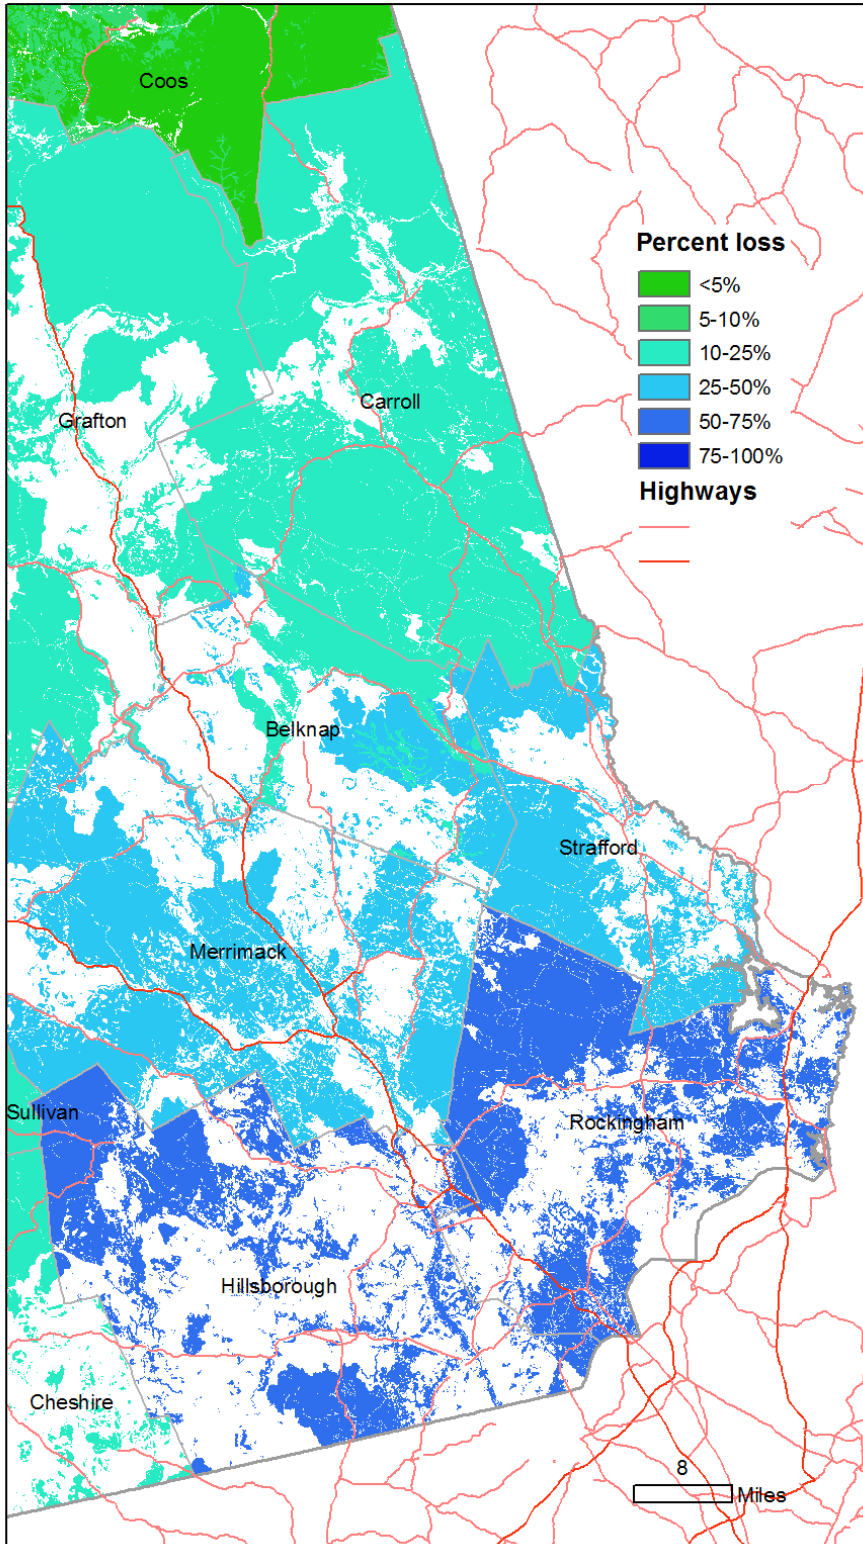 Coos
Percent loss
<5%
5-10%
10-25%
25-50%
50-75%
75-100%
Highways
Carroll
Grafton
Belknap
Strafford
Merrimack
Sullivan
Rockingham
Hillsborough
Cheshire
8
Miles